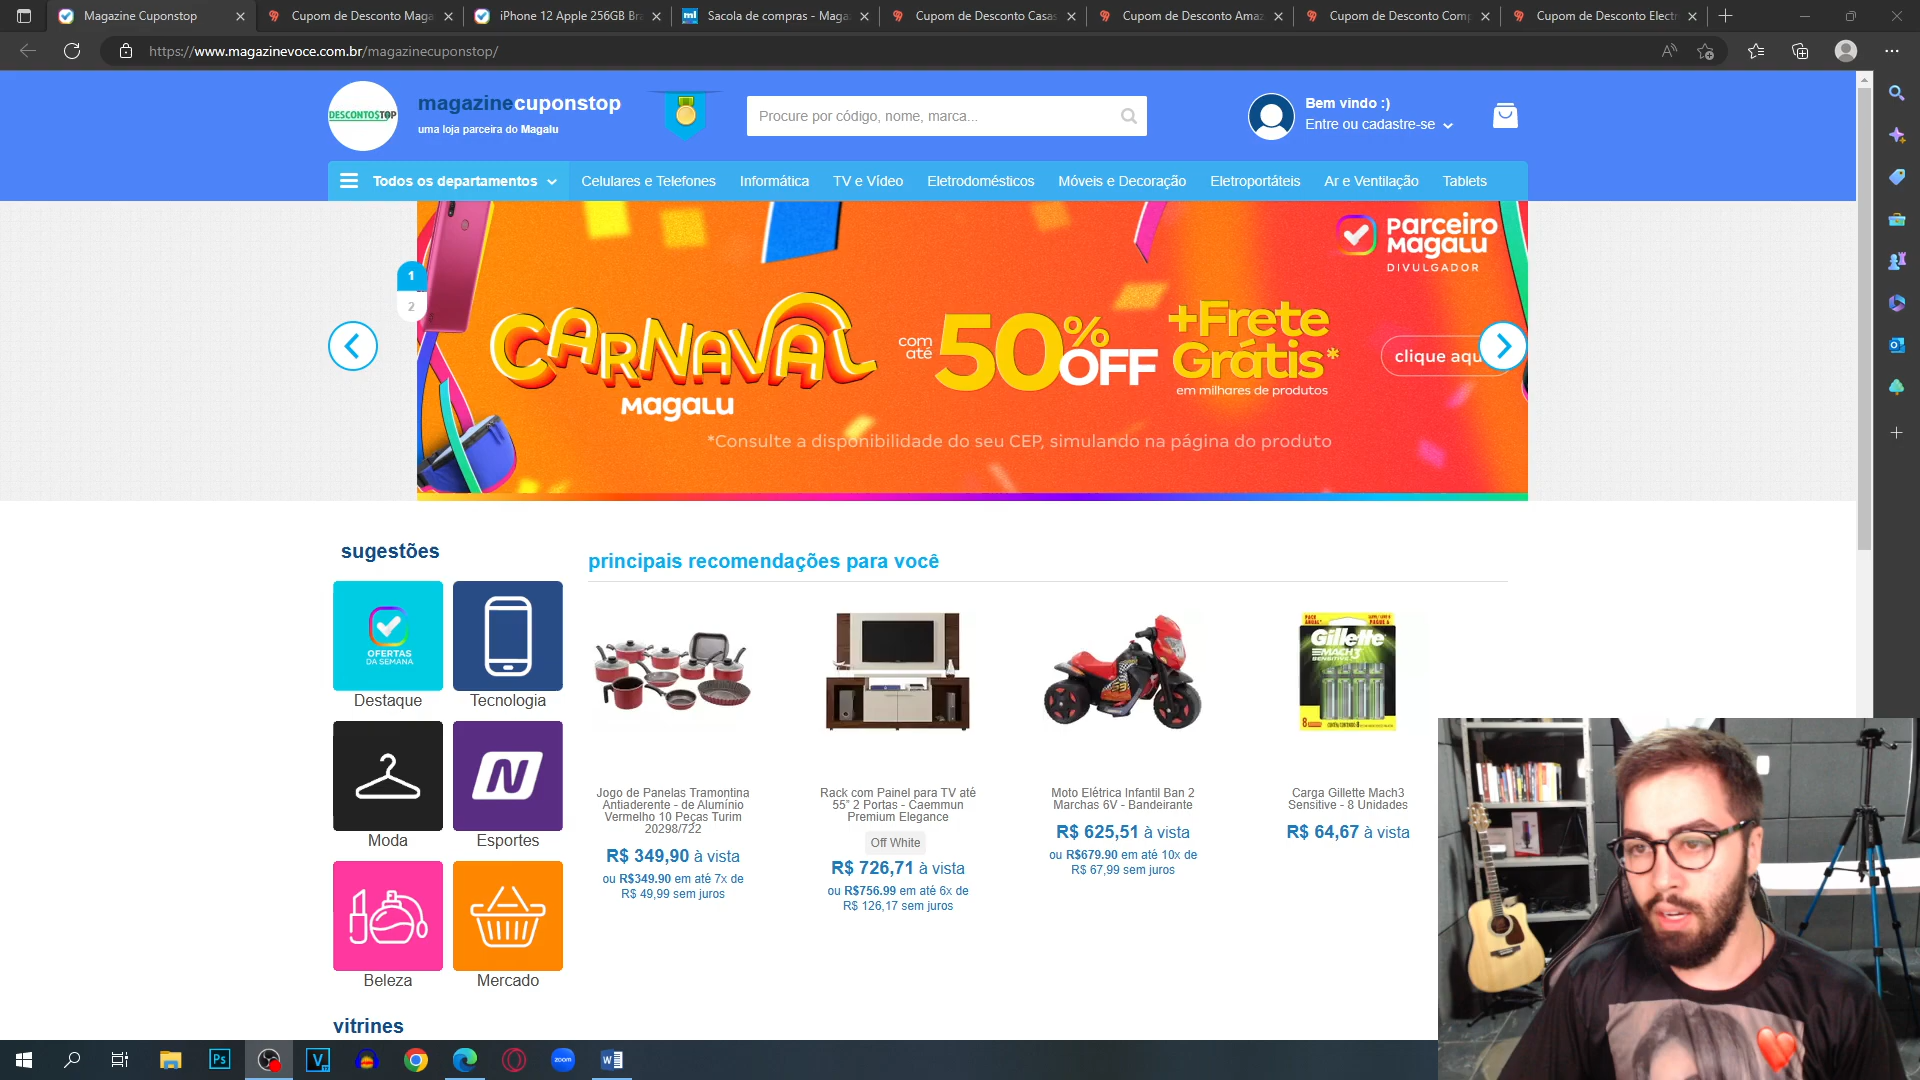 Magazine Cuponstop
Cupom de Desconto Maga
iPhone 12 Apple 256GB Bra
Sacola de compras - Maga
Cupom de Desconto Casas
Cupom de Desconto Amaz
Cupom de Desconto Comp
Cupom de Desconto Electr
https://www.magazinevoce.com.br/magazinecuponstop/
DESCONTOSTOP
magazinecuponstop
uma loja parceira do Magalu
Procure por código, nome, marca...
Bem vindo :)
Entre ou cadastre-se
Todos os departamentos
Celulares e Telefones
Informática
TV e Vídeo
Eletrodomésticos
Móveis e Decoração
Eletroportáteis
Ar e Ventilação
Tablets
1
2
Parceiro
Magalu
DIVULGADOR
CARNAVAL
Magalu
com até 50% OFF
+Frete
Grátis*
em milhares de produtos
clique aqu
*Consulte a disponibilidade do seu CEP, simulando na página do produto
sugestões
OFERTAS
DA SEMANA
Destaque
Tecnologia
Moda
N
Esportes
Beleza
Mercado
vitrines
principais recomendações para você
Jogo de Panelas Tramontina
Antiaderente - de Alumínio
Vermelho 10 Peças Turim
20298/722
R$ 349,90 à vista
ou R$349.90 em até 7x de
R$ 49,99 sem juros
Rack com Painel para TV até
55" 2 Portas - Caemmun
Premium Elegance
Off White
R$ 726,71 à vista
ou R$756.99 em até 6x de
R$ 126,17 sem juros
Moto Elétrica Infantil Ban 2
Marchas 6V - Bandeirante
R$ 625,51 à vista
ou R$679.90 em até 10x de
R$ 67,99 sem juros
Gillette
MACH3
SENSITIVE
8
Carga Gillette Mach3
Sensitive - 8 Unidades
R$ 64,67 à vista
Ps
V
zoom
W